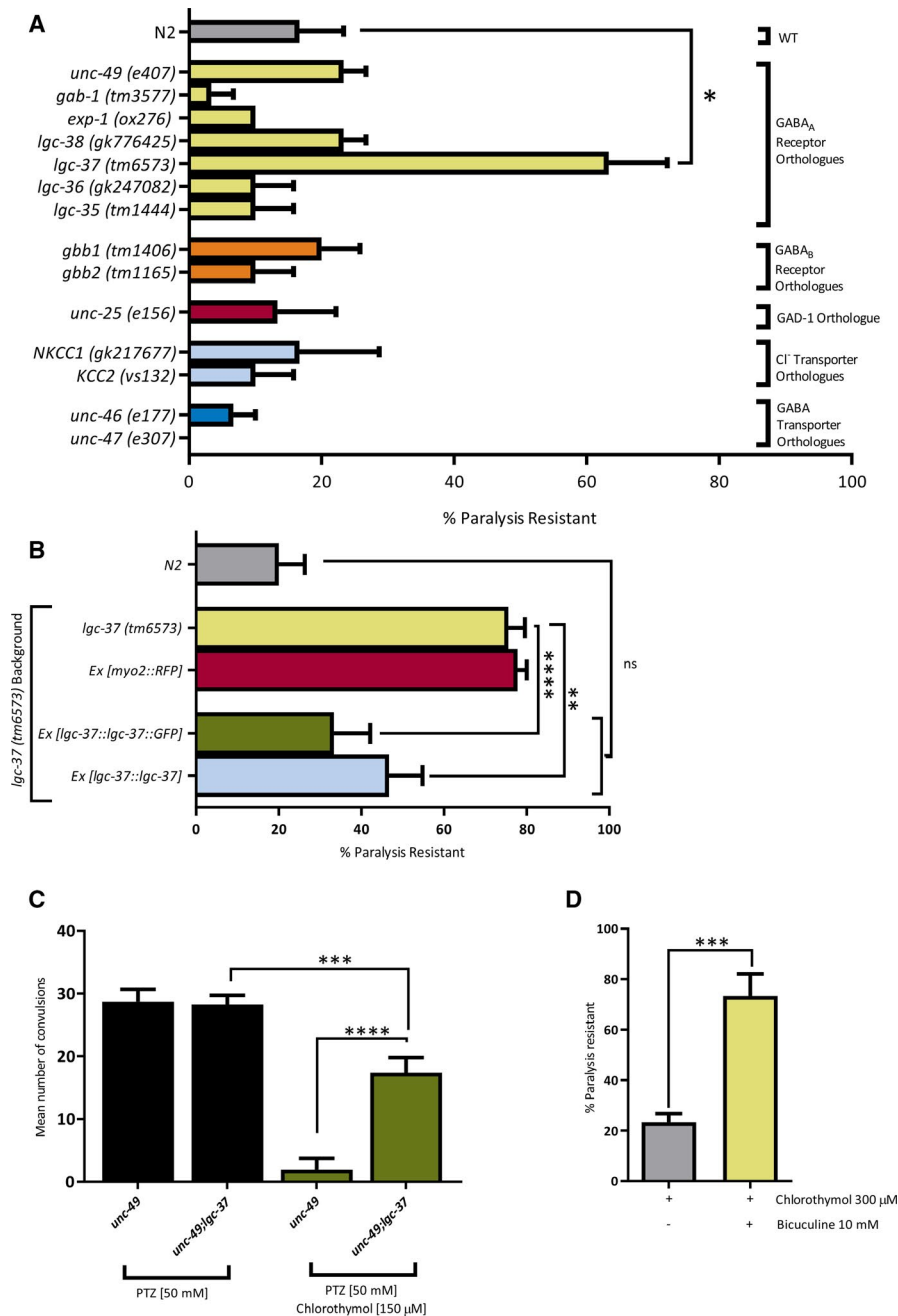 A
N2
unc-49 (e407)
gab-1 (tm3577)
exp-1 (ox276)
lgc-38 (gk776425)
lgc-37 (tm6573)
lgc-36 (gk247082)
lgc-35 (tm1444)
gbb1 (tm1406)
gbb2 (tm1165)
unc-25 (e156)
NKCC1 (gk217677)
KCC2 (vs132)
unc-46 (e177)
unc-47 (e307)
*
WT
GABAA
Receptor
Orthologues
GABAB
Receptor
Orthologues
GAD-1 Orthologue
Cl- Transporter
Orthologues
GABA
Transporter
Orthologues
0 20 40 60 80 100
% Paralysis Resistant
B
lgc-37 (tm6573) Background
N2
lgc-37 (tm6573)
Ex [myo2::RFP]
Ex [lgc-37::lgc-37::GFP]
Ex [lgc-37::lgc-37]
****
**
ns
0 20 40 60 80 100
% Paralysis Resistant
C
Mean number of convulsions
40
30
20
10
0
***
****
unc-49
unc-49;lgc-37
unc-49
unc-49;lgc-37
PTZ [50 mM]
PTZ [50 mM]
Chlorothymol [150 μM]
D
% Paralysis resistant
100
80
60
40
20
0
***
+ + Chlorothymol 300 μM
- + Bicuculine 10 mM